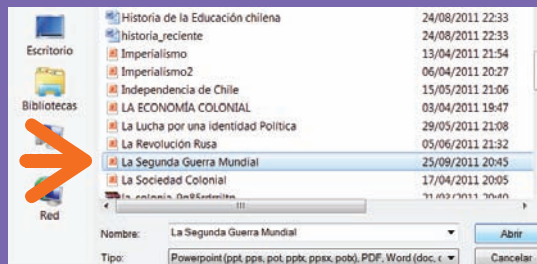 Historia de la Educación chilena 24/08/2011 22:33
historia_reciente 24/08/2011 22:33
Escritorio
Imperialismo 13/04/2011 21:54
Imperialismo2 06/04/2011 20:27
Independencia de Chile 15/05/2011 21:06
Bibliotecas
LA ECONOMÍA COLONIAL 03/04/2011 19:47
La Lucha por una identidad Política 29/05/2011 21:08
La Revolución Rusa 05/06/2011 21:32
La Segunda Guerra Mundial 25/09/2011 20:45
La Sociedad Colonial 17/04/2011 20:05
Red
Nombre: La Segunda Guerra Mundial Abrir
Tipo: Powerpoint (ppt, pps, pot, pptx, ppsx, potx), PDF, Word (doc, c Cancelar